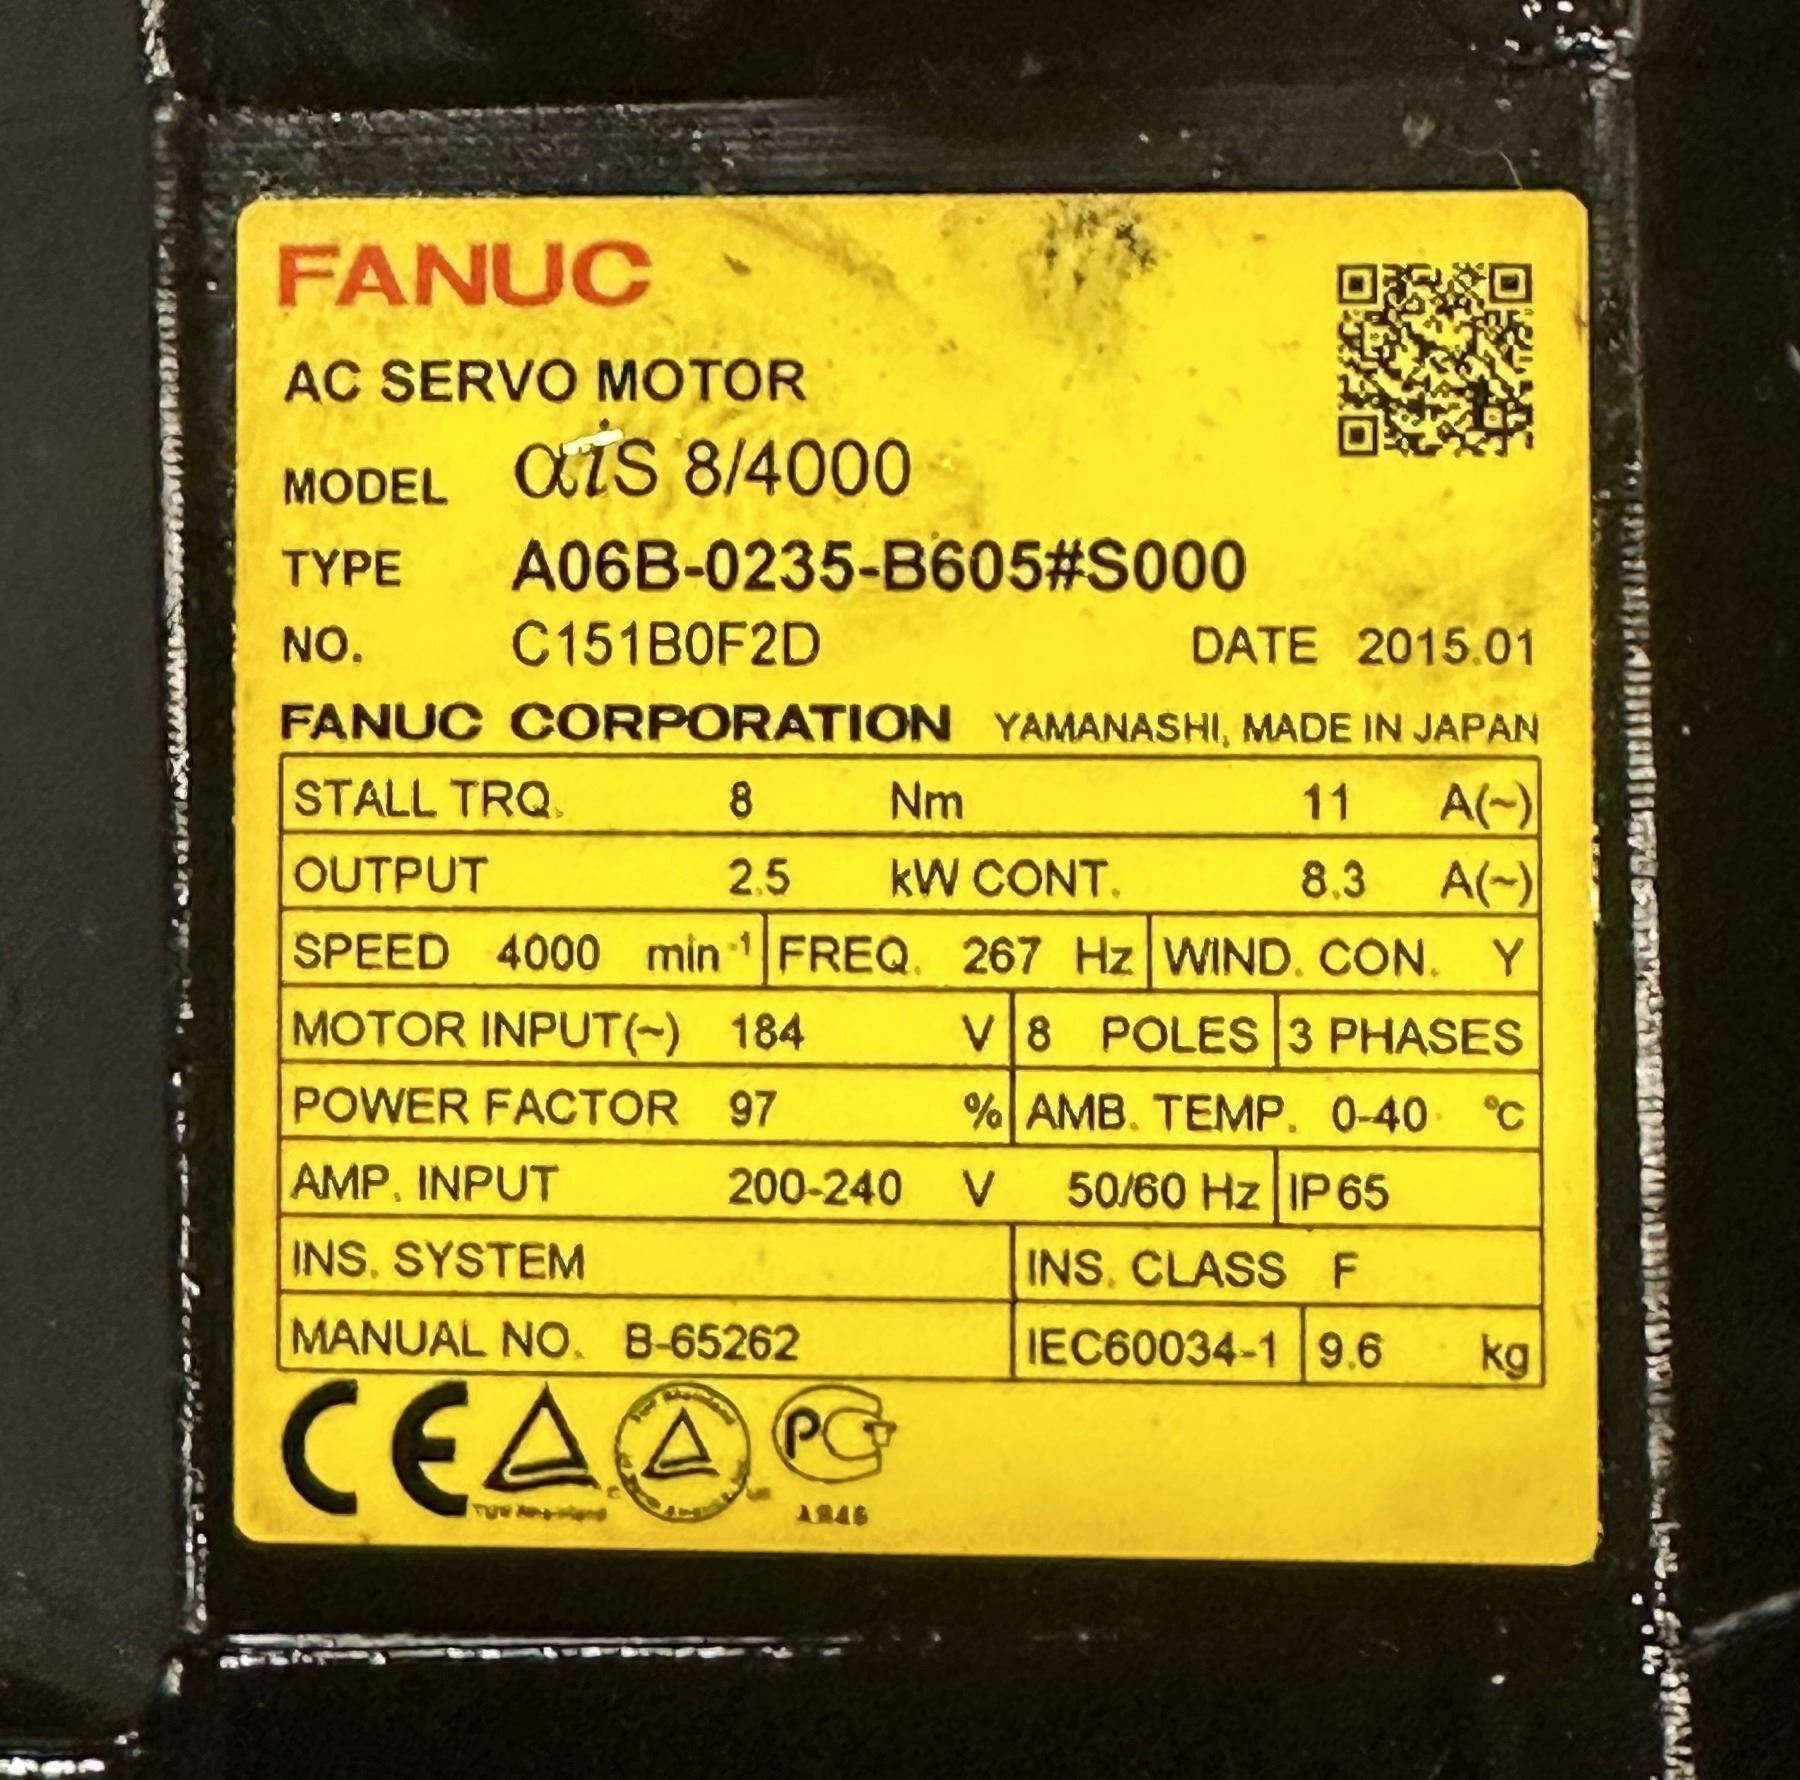 FANUC
AC SERVO MOTOR
MODEL αiS 8/4000
TYPE A06B-0235-B605#S000
NO. C151B0F2D DATE 2015.01
FANUC CORPORATION YAMANASHI, MADE IN JAPAN
STALL TRQ. 8 Nm 11 A(~)
OUTPUT 2.5 kW CONT. 8.3 A(~)
SPEED 4000 min-1 FREQ. 267 Hz WIND. CON. Y
MOTOR INPUT(~) 184 V 8 POLES 3 PHASES
POWER FACTOR 97 % AMB. TEMP. 0-40 °C
AMP. INPUT 200-240 V 50/60 Hz IP65
INS. SYSTEM INS. CLASS F
MANUAL NO. B-65262 IEC60034-1 9.6 kg
CE PC